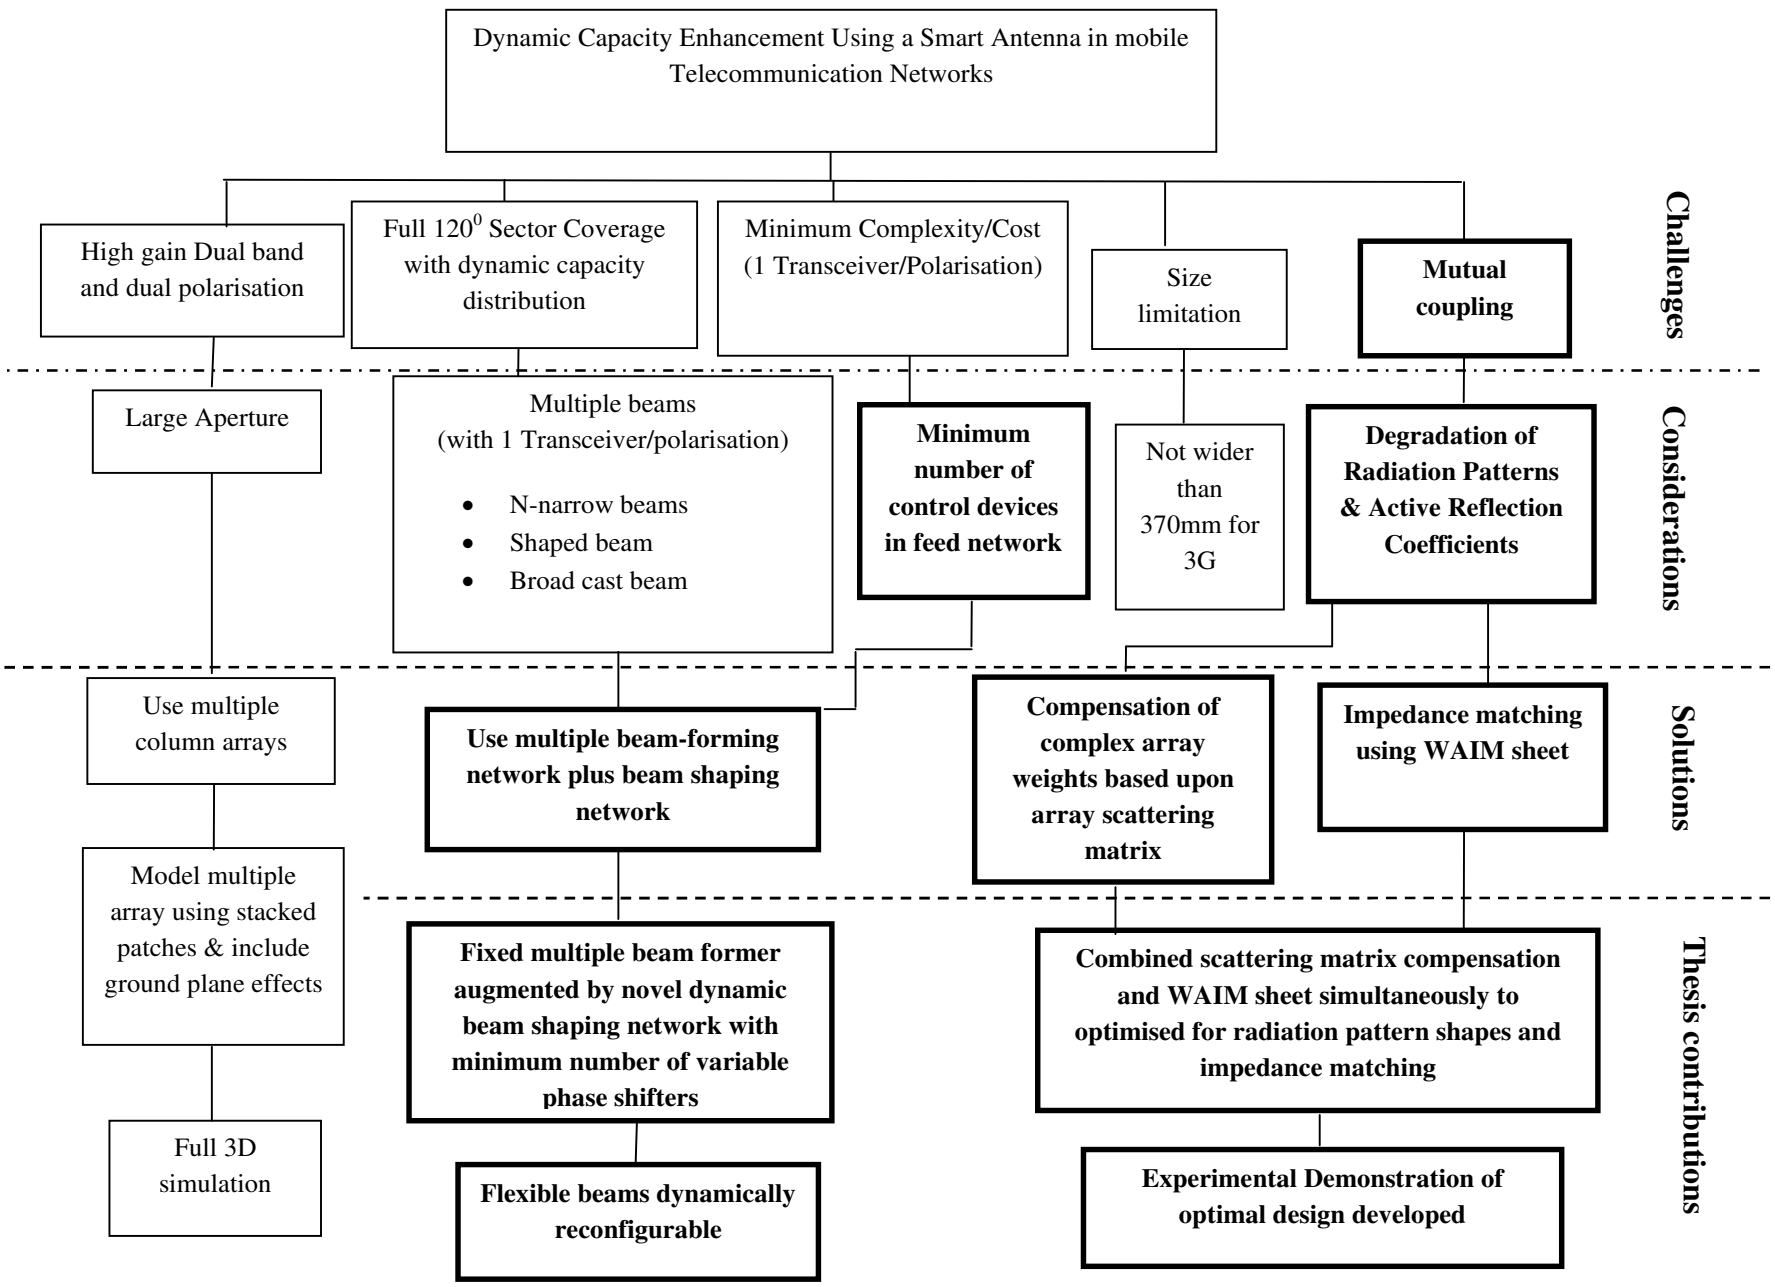 Dynamic Capacity Enhancement Using a Smart Antenna in mobile
Telecommunication Networks
High gain Dual band
and dual polarisation
Full 120⁰ Sector Coverage
with dynamic capacity
distribution
Minimum Complexity/Cost
(1 Transceiver/Polarisation)
Size
limitation
Mutual
coupling
Challenges
Large Aperture
Multiple beams
(with 1 Transceiver/polarisation)
• N-narrow beams
• Shaped beam
• Broad cast beam
Minimum
number of
control devices
in feed network
Not wider
than
370mm for
3G
Degradation of
Radiation Patterns
& Active Reflection
Coefficients
Considerations
Use multiple
column arrays
Use multiple beam-forming
network plus beam shaping
network
Compensation of
complex array
weights based upon
array scattering
matrix
Impedance matching
using WAIM sheet
Solutions
Model multiple
array using stacked
patches & include
ground plane effects
Fixed multiple beam former
augmented by novel dynamic
beam shaping network with
minimum number of variable
phase shifters
Combined scattering matrix compensation
and WAIM sheet simultaneously to
optimised for radiation pattern shapes and
impedance matching
Thesis contributions
Full 3D
simulation
Flexible beams dynamically
reconfigurable
Experimental Demonstration of
optimal design developed